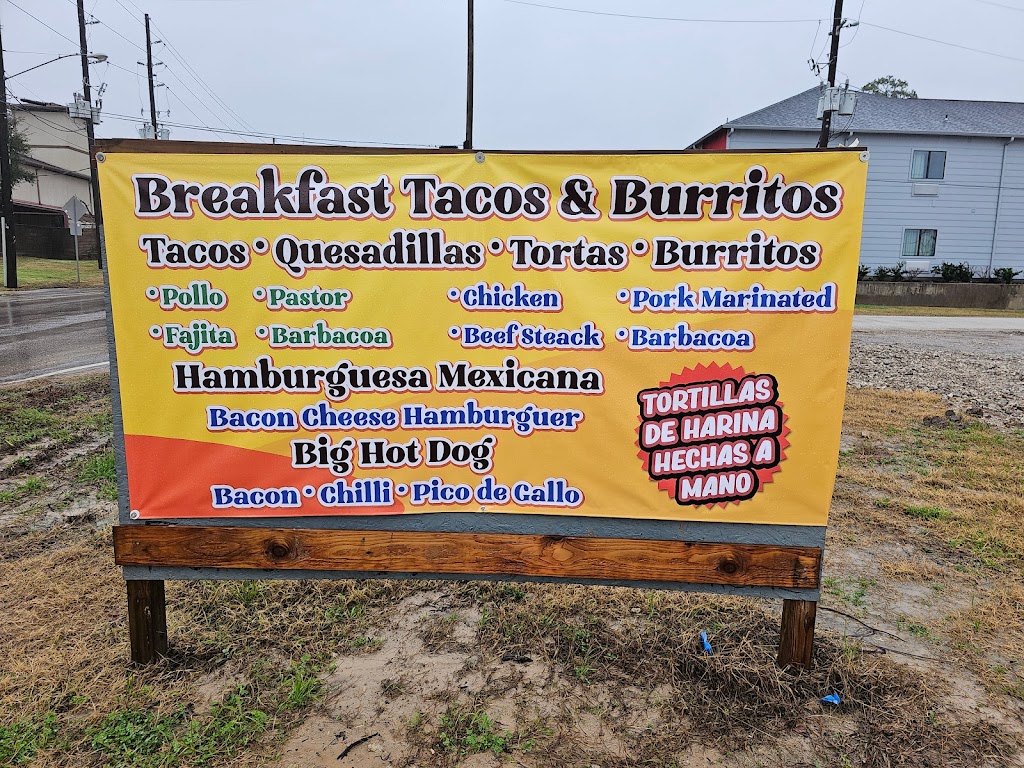 Breakfast Tacos & Burritos
Tacos • Quesadillas • Tortas • Burritos
• Pollo • Pastor • Chicken • Pork Marinated
• Fajita • Barbacoa • Beef Steack • Barbacoa
Hamburguesa Mexicana
Bacon Cheese Hamburguer
Big Hot Dog
Bacon • Chilli • Pico de Gallo
TORTILLAS
DE HARINA
HECHAS A
MANO